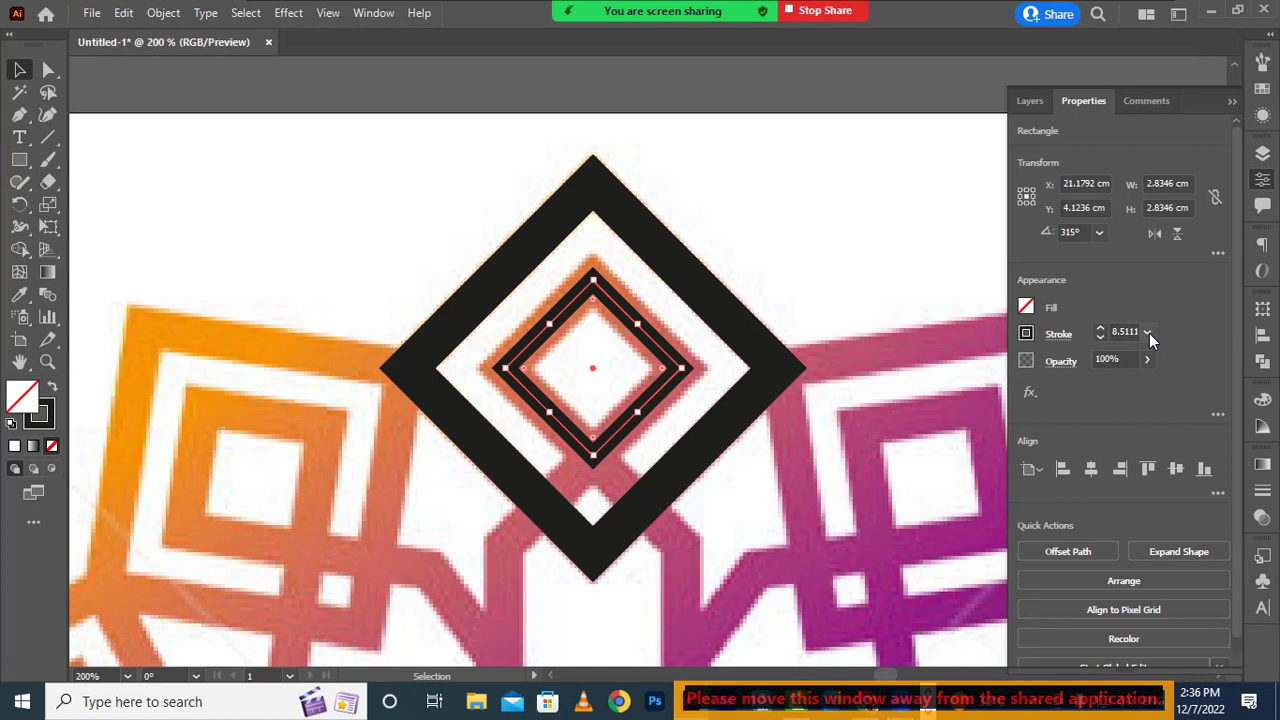 Ai
File
Edit
Object
Type
Select
Effect
View
Window
Help
You are screen sharing
Stop Share
Share
Untitled-1* @ 200 % (RGB/Preview)
Layers
Properties
Comments
Rectangle
Transform
X:
21.1792 cm
W:
2.8346 cm
Y:
4.1236 cm
H:
2.8346 cm
315°
Appearance
Fill
Stroke
8.5111
Opacity
100%
fx.
Align
Quick Actions
Offset Path
Expand Shape
Arrange
Align to Pixel Grid
Recolor
200%
0°
1
Selection
Type here to search
Ps
Please move this window away from the shared application.
2:36 PM
12/7/2022